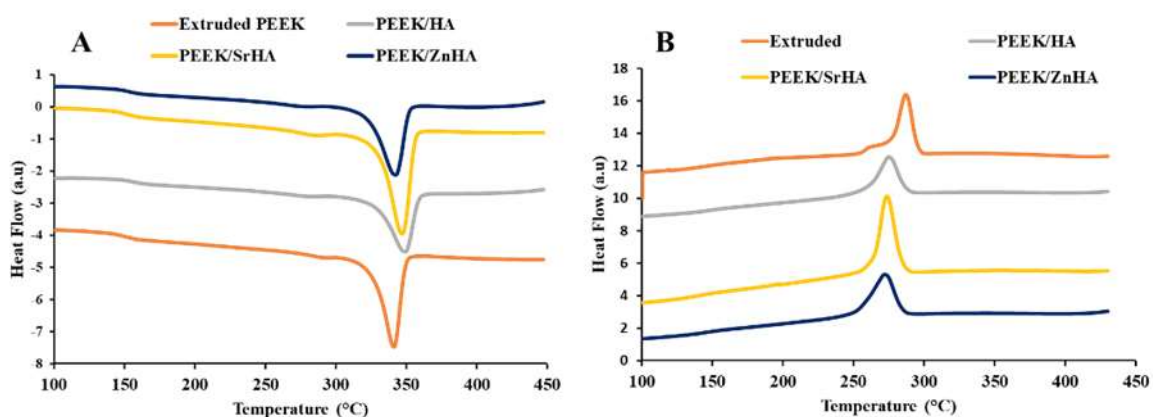 A
Extruded PEEK
PEEK/HA
PEEK/SrHA
PEEK/ZnHA
Heat Flow (a.u)
1
0
-1
-2
-3
-4
-5
-6
-7
8
100 150 200 250 300 350 400 450
Temperature (°C)
B
Extruded
PEEK/HA
PEEK/SrHA
PEEK/ZnHA
Heat Flow (a.u
18
16
14
12
10
8
6
4
2
0
100 150 200 250 300 350 400 450
Temperature (°C)